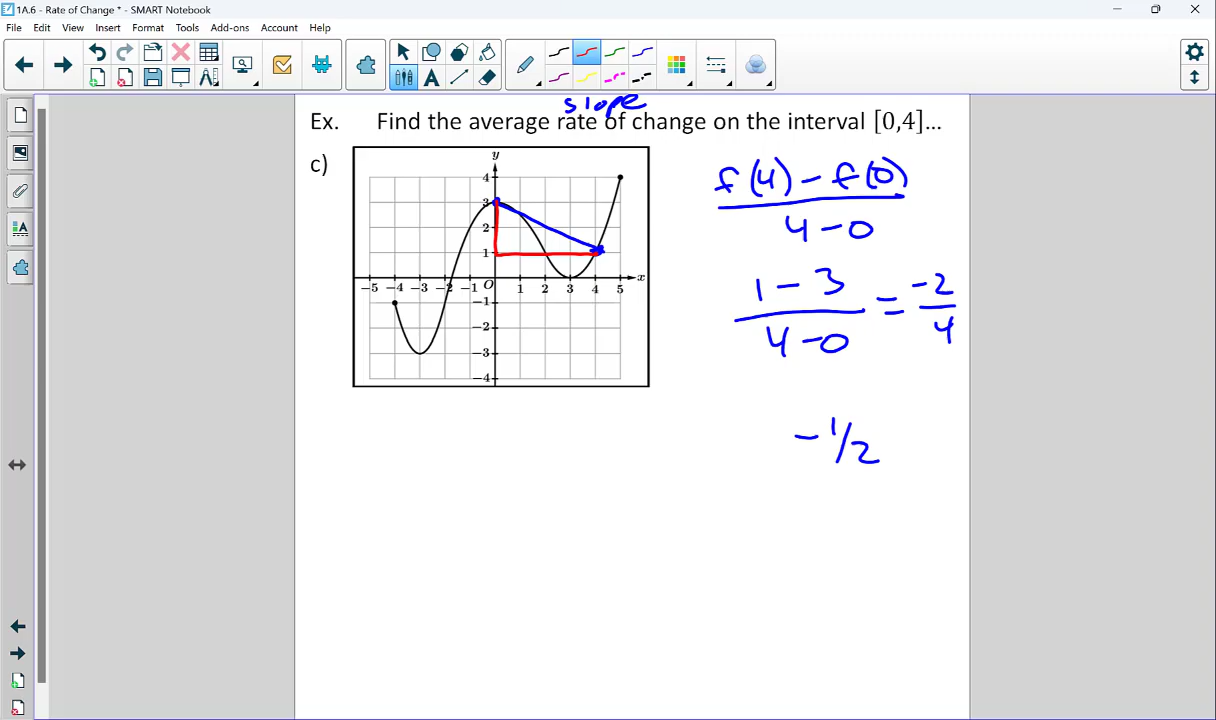 1A.6 - Rate of Change * - SMART Notebook
File Edit View Insert Format Tools Add-ons Account Help
slope
Ex. Find the average rate of change on the interval [0,4]...
c)
y
4
3
2
1
−5 −4 −3 −2 −1 O 1 2 3 4 5 x
−1
−2
−3
−4
f(4) − f(0)
4 − 0
1 − 3
4 − 0
= -2
4
− 1/2